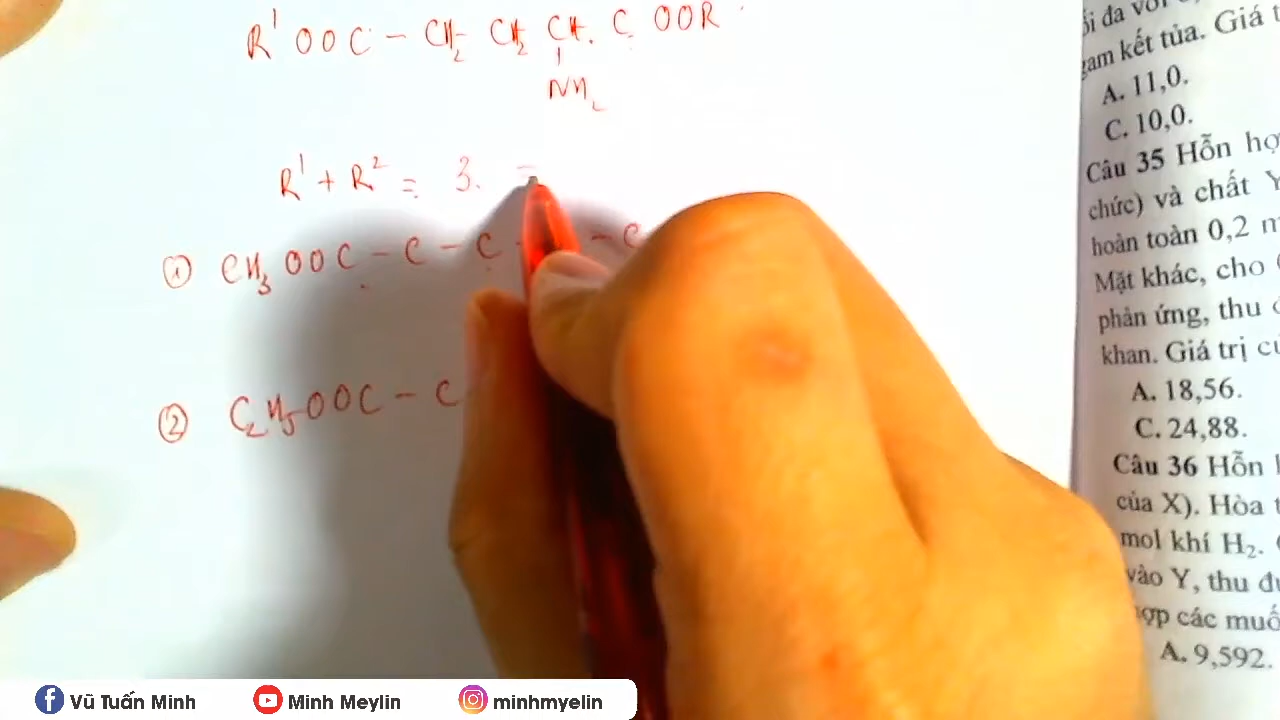 R¹OOC - CH₂ CH₂ CH. COOR
NH₂
R¹ + R² = 3.
① CH₃OOC - C - C - C
② C₂H₅OOC - C
đa với
gam kết tủa. Giá t
A. 11,0.
C. 10,0.
Câu 35 Hỗn hợ
chức) và chất Y
hoàn toàn 0,2 m
Mặt khác, cho
phản ứng, thu
khan. Giá trị củ
A. 18,56.
C. 24,88.
Câu 36 Hỗn
của X). Hòa t
mol khí H₂.
vào Y, thu đư
hợp các muố
A. 9,592.
Vũ Tuấn Minh
Minh Meylin
minhmyelin